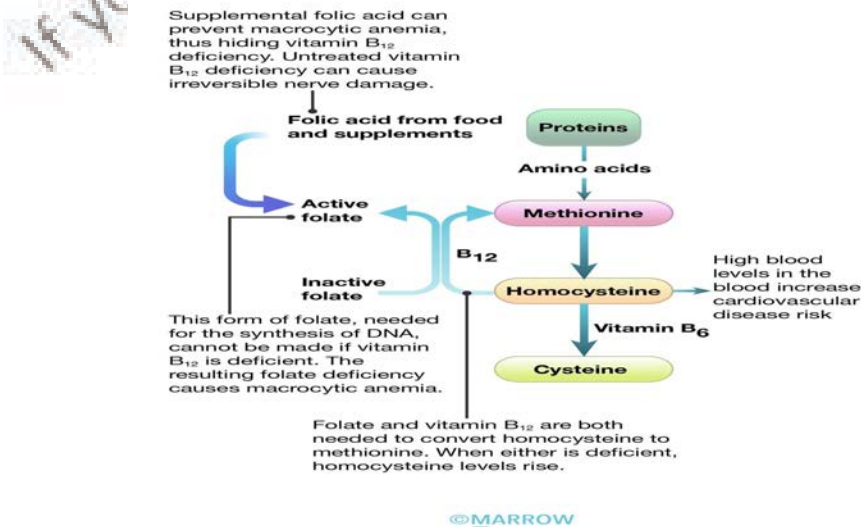 If yo
Supplemental folic acid can
prevent macrocytic anemia,
thus hiding vitamin B₁₂
deficiency. Untreated vitamin
B₁₂ deficiency can cause
irreversible nerve damage.
Folic acid from food
and supplements
Proteins
Amino acids
Active
folate
Methionine
B₁₂
Inactive
folate
Homocysteine
High blood
levels in the
blood increase
cardiovascular
disease risk
This form of folate, needed
for the synthesis of DNA,
cannot be made if vitamin
B₁₂ is deficient. The
resulting folate deficiency
causes macrocytic anemia.
Vitamin B₆
Cysteine
Folate and vitamin B₁₂ are both
needed to convert homocysteine to
methionine. When either is deficient,
homocysteine levels rise.
©MARROW